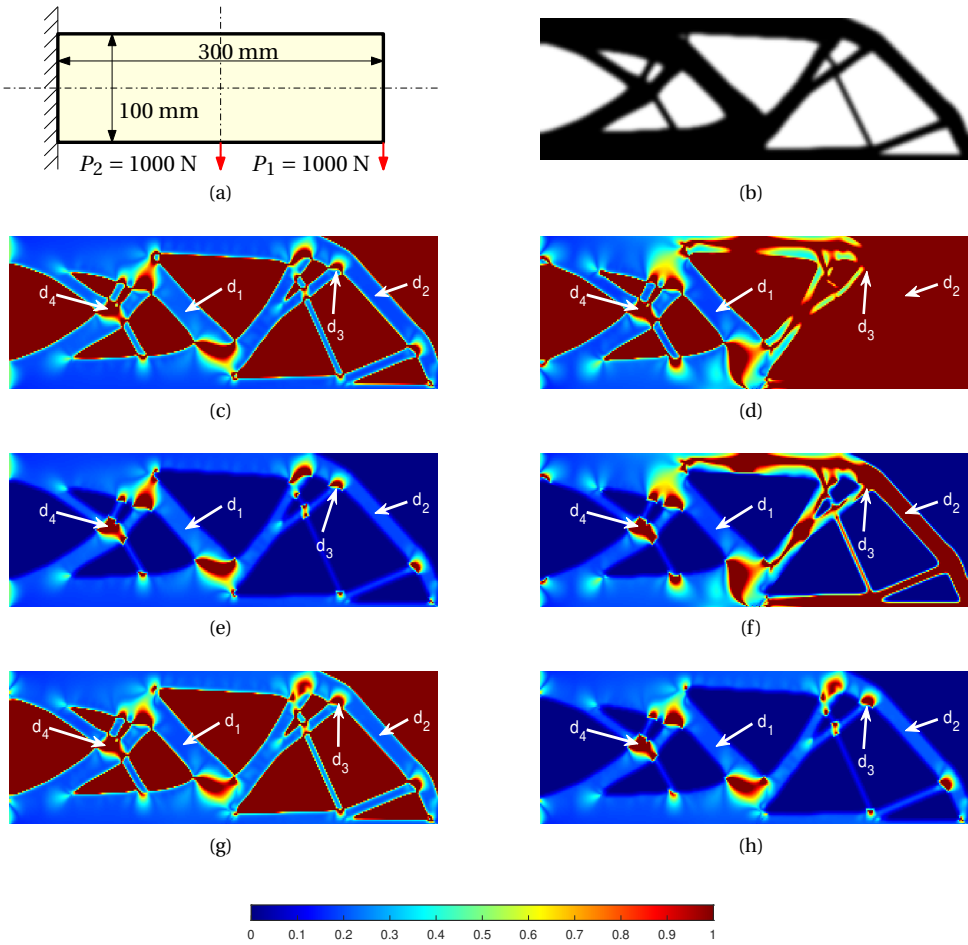 300 mm
100 mm
P₂ = 1000 N
P₁ = 1000 N
(a)
(b)
d₁
d₂
d₃
d₄
(c)
d₁
d₂
d₃
d₄
(d)
d₁
d₂
d₃
d₄
(e)
d₁
d₂
d₃
d₄
(f)
d₁
d₂
d₃
d₄
(g)
d₁
d₂
d₃
d₄
(h)
0 0.1 0.2 0.3 0.4 0.5 0.6 0.7 0.8 0.9 1